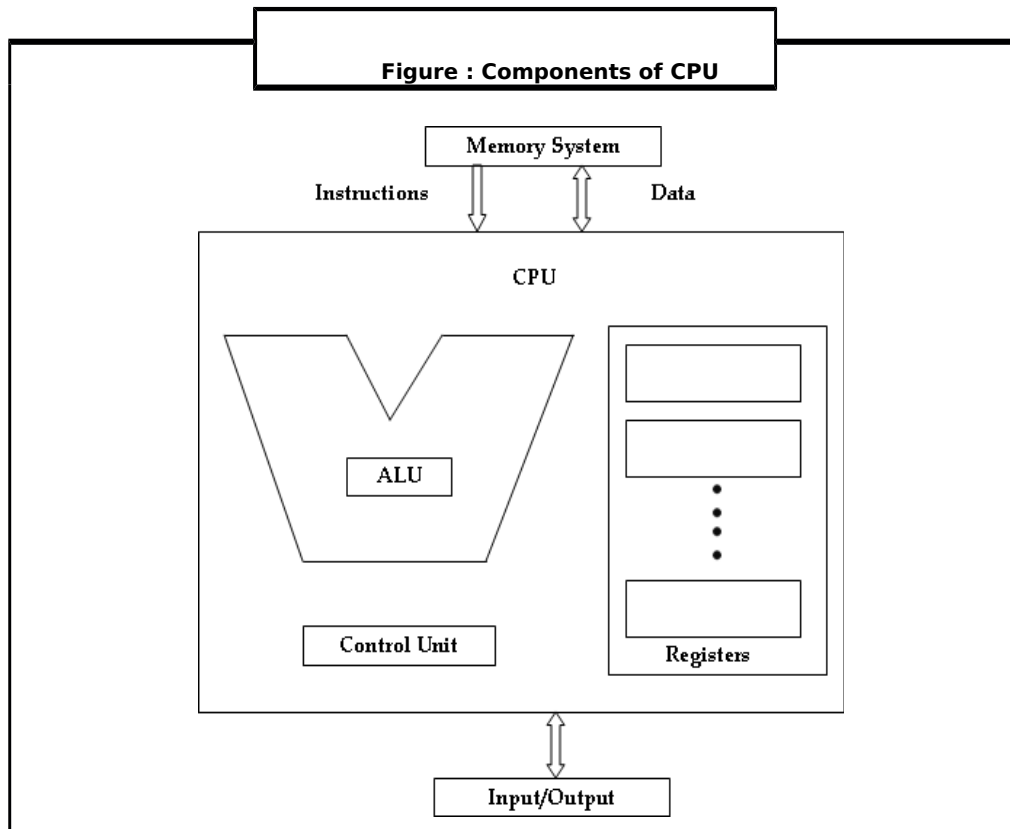 Figure : Components of CPU
Memory System
Instructions
Data
CPU
ALU
Control Unit
Registers
Input/Output